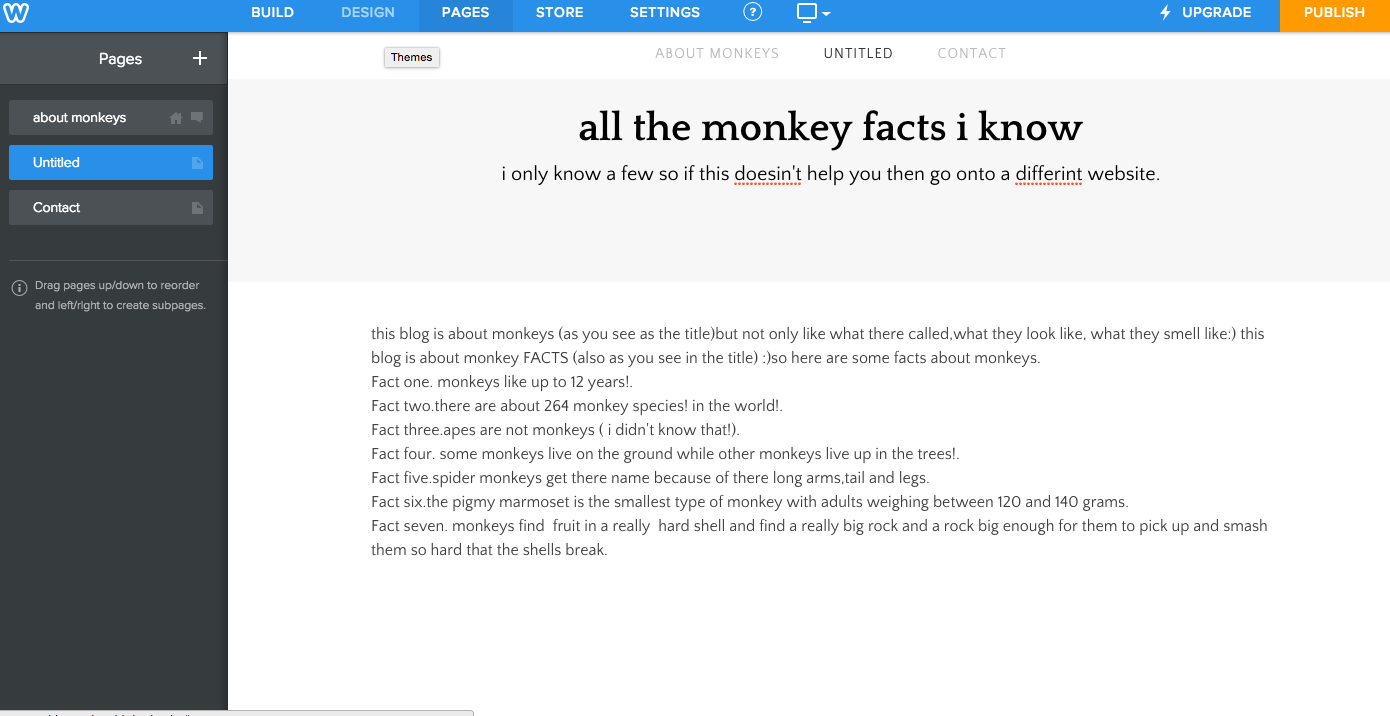 W BUILD DESIGN PAGES STORE SETTINGS ? UPGRADE PUBLISH
Pages +
Themes
ABOUT MONKEYS UNTITLED CONTACT
about monkeys
Untitled
Contact
Drag pages up/down to reorder
and left/right to create subpages.
all the monkey facts i know
i only know a few so if this doesin't help you then go onto a differint website.
this blog is about monkeys (as you see as the title)but not only like what there called,what they look like, what they smell like:) this
blog is about monkey FACTS (also as you see in the title) :)so here are some facts about monkeys.
Fact one. monkeys like up to 12 years!.
Fact two.there are about 264 monkey species! in the world!.
Fact three.apes are not monkeys ( i didn't know that!).
Fact four. some monkeys live on the ground while other monkeys live up in the trees!.
Fact five.spider monkeys get there name because of there long arms,tail and legs.
Fact six.the pigmy marmoset is the smallest type of monkey with adults weighing between 120 and 140 grams.
Fact seven. monkeys find  fruit in a really  hard shell and find a really big rock and a rock big enough for them to pick up and smash
them so hard that the shells break.